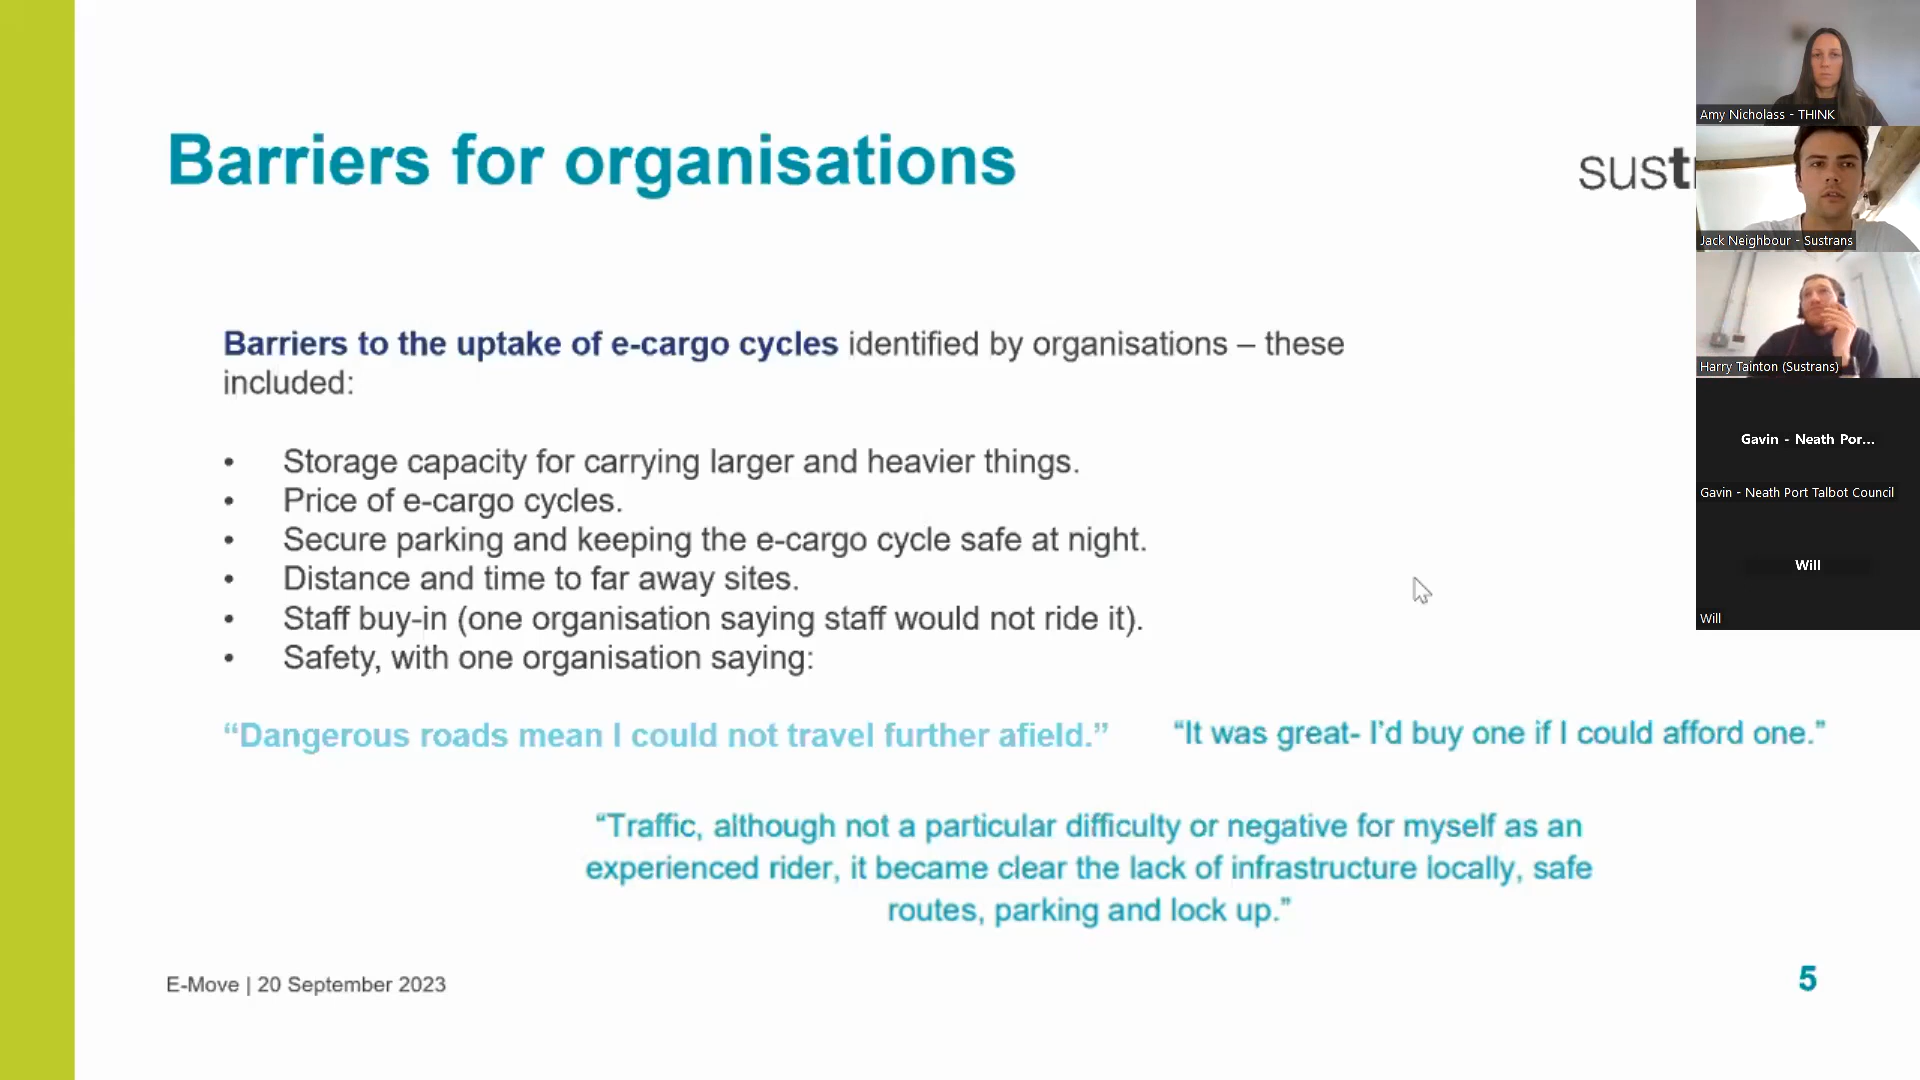 Barriers for organisations
sust
Barriers to the uptake of e-cargo cycles identified by organisations – these
included:
• Storage capacity for carrying larger and heavier things.
• Price of e-cargo cycles.
• Secure parking and keeping the e-cargo cycle safe at night.
• Distance and time to far away sites.
• Staff buy-in (one organisation saying staff would not ride it).
• Safety, with one organisation saying:
“Dangerous roads mean I could not travel further afield.”
“It was great- I’d buy one if I could afford one.”
“Traffic, although not a particular difficulty or negative for myself as an
experienced rider, it became clear the lack of infrastructure locally, safe
routes, parking and lock up.”
E-Move | 20 September 2023
5
Amy Nicholass - THINK
Jack Neighbour - Sustrans
Harry Tainton (Sustrans)
Gavin - Neath Por...
Gavin - Neath Port Talbot Council
Will
Will